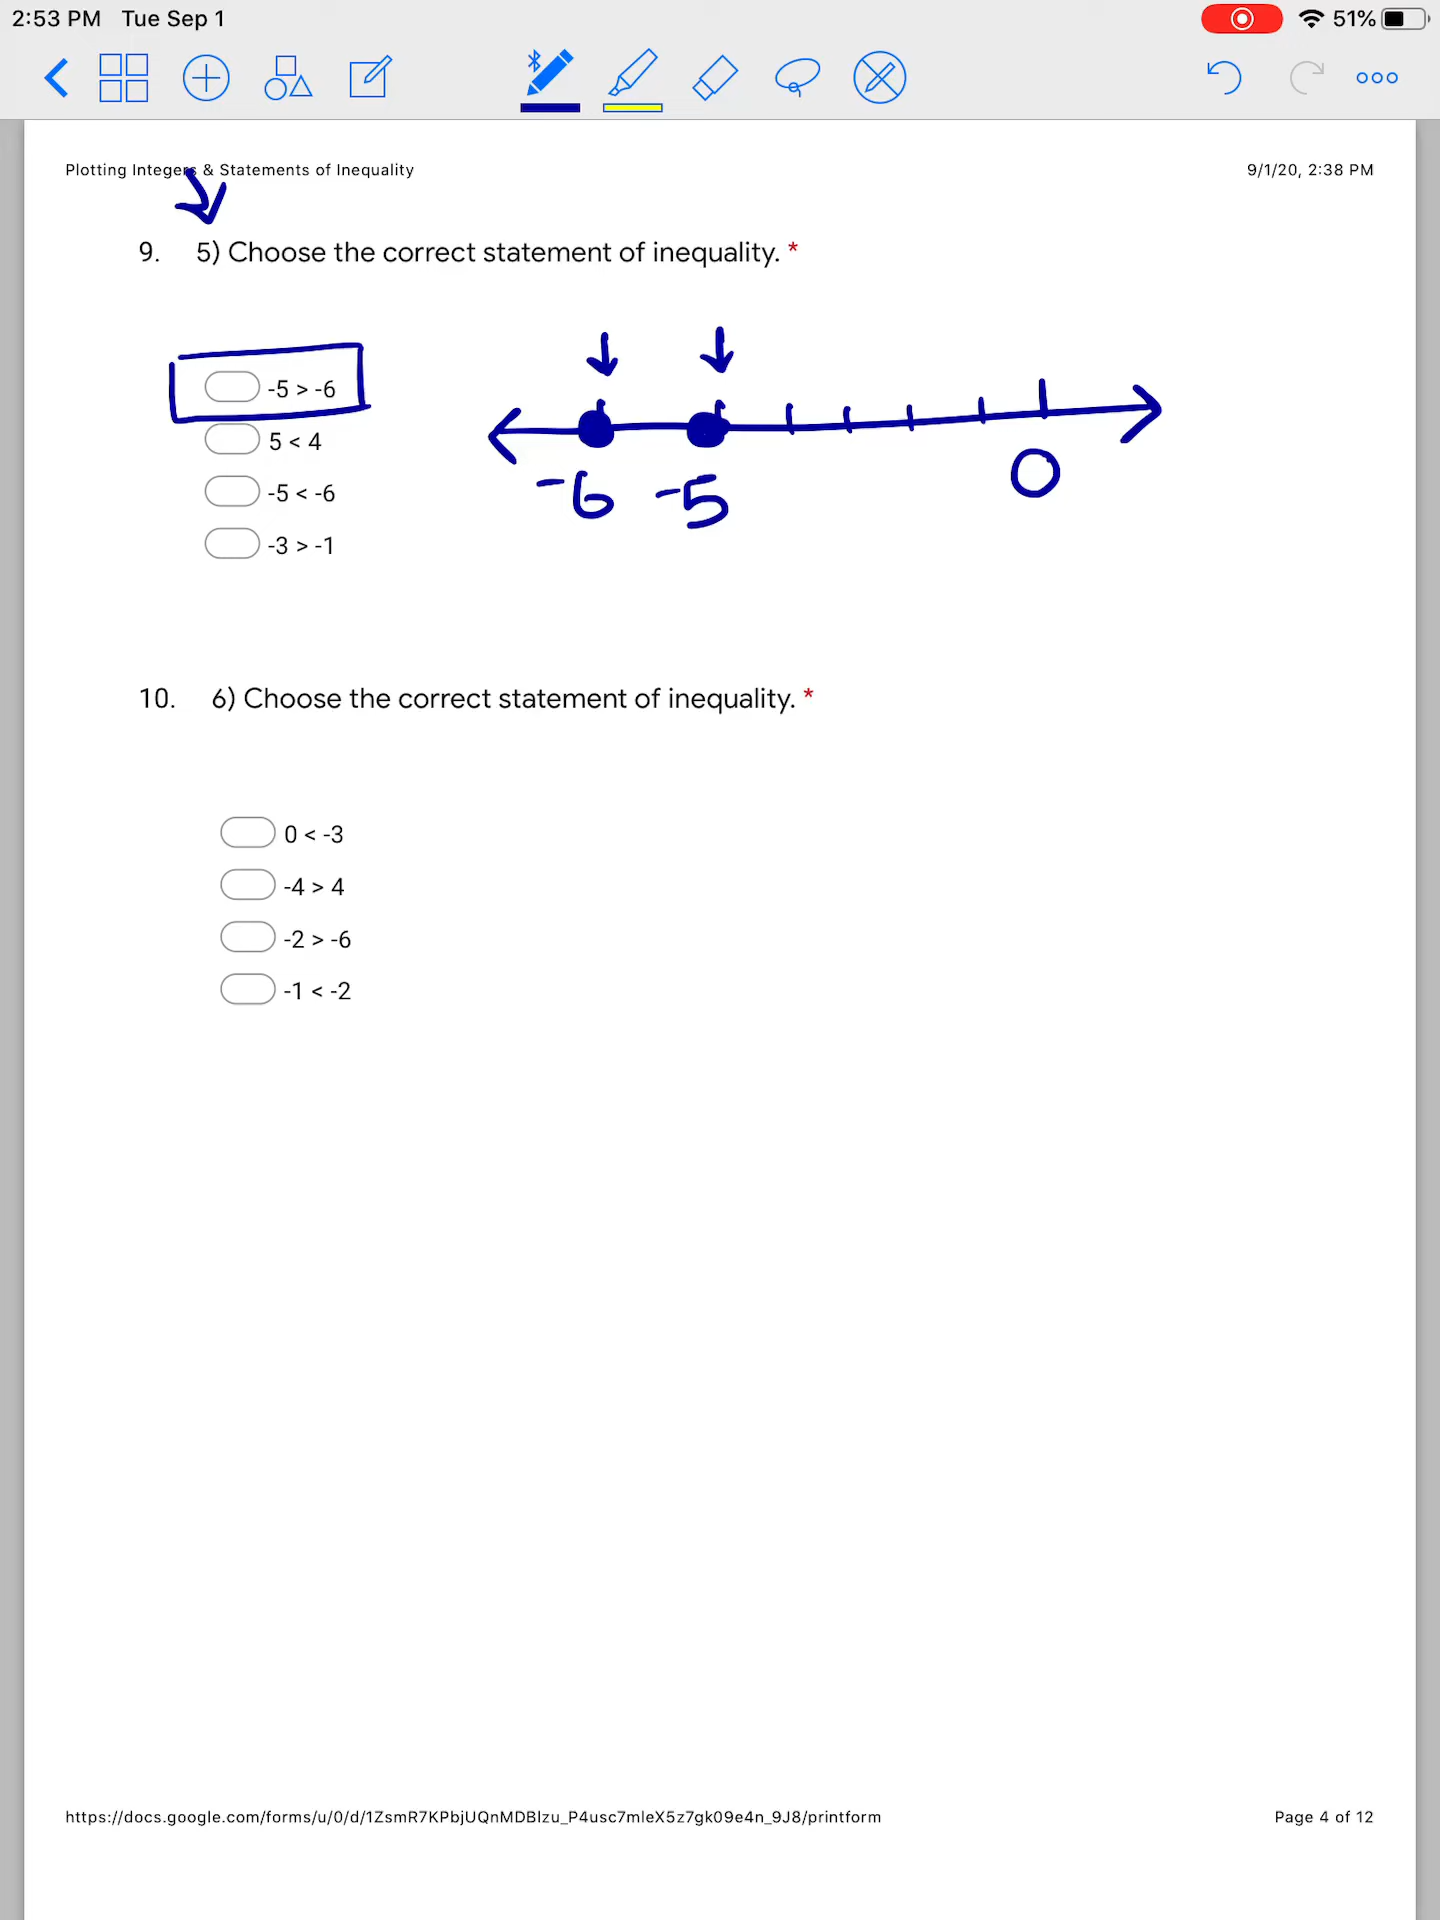 2:53 PM Tue Sep 1 51%
Plotting Integers & Statements of Inequality 9/1/20, 2:38 PM
9. 5) Choose the correct statement of inequality. *
-5 > -6
5 < 4
-5 < -6
-3 > -1
-6 -5 0
10. 6) Choose the correct statement of inequality. *
0 < -3
-4 > 4
-2 > -6
-1 < -2
https://docs.google.com/forms/u/0/d/1ZsmR7KPbjUQnMDBlzu_P4usc7mleX5z7gk09e4n_9J8/printform Page 4 of 12